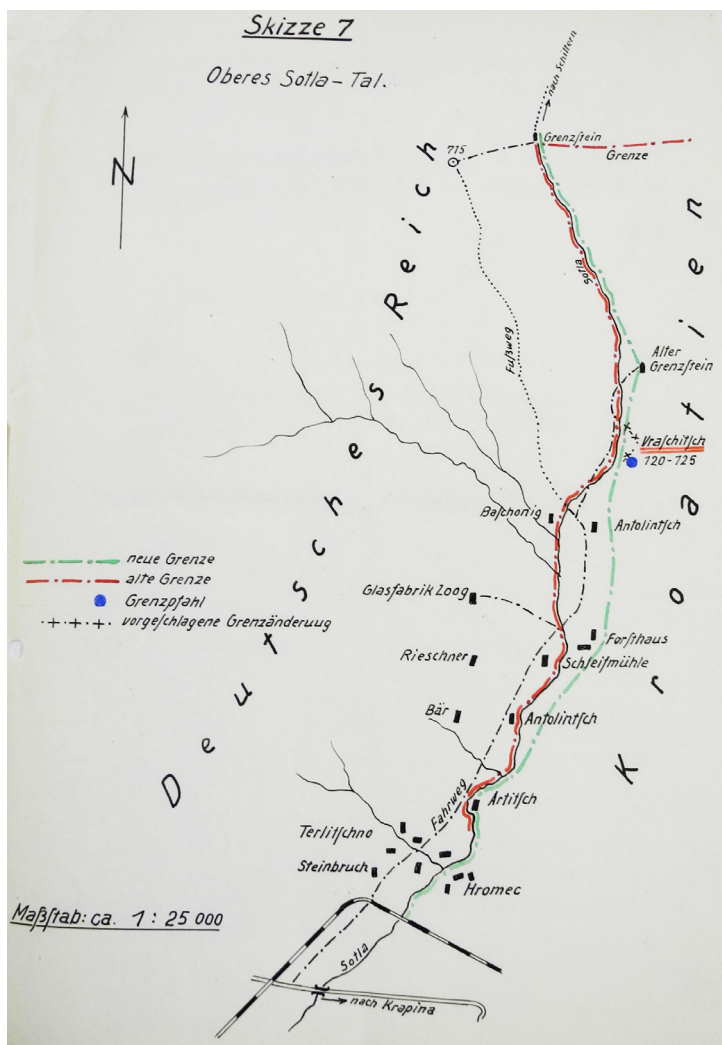 Skizze 7
Oberes Sotla-Tal.
nach Schiltern
N
Grenzstein
Grenze
715
Deutsches Reich
Kroatien
Sotla
Fußweg
Alter
Grenzstein
Vraschitsch
720-725
Baschonig
Antolintsch
neue Grenze
alte Grenze
Grenzpfahl
vorgeschlagene Grenzänderuug
Glasfabrik Loog
Forsthaus
Rieschner
Schleifmühle
Bär
Antolintsch
Fahrweg
Artitsch
Terlitschno
Steinbruch
Hromec
Maßstab: ca. 1 : 25 000
Sotla
nach Krapina